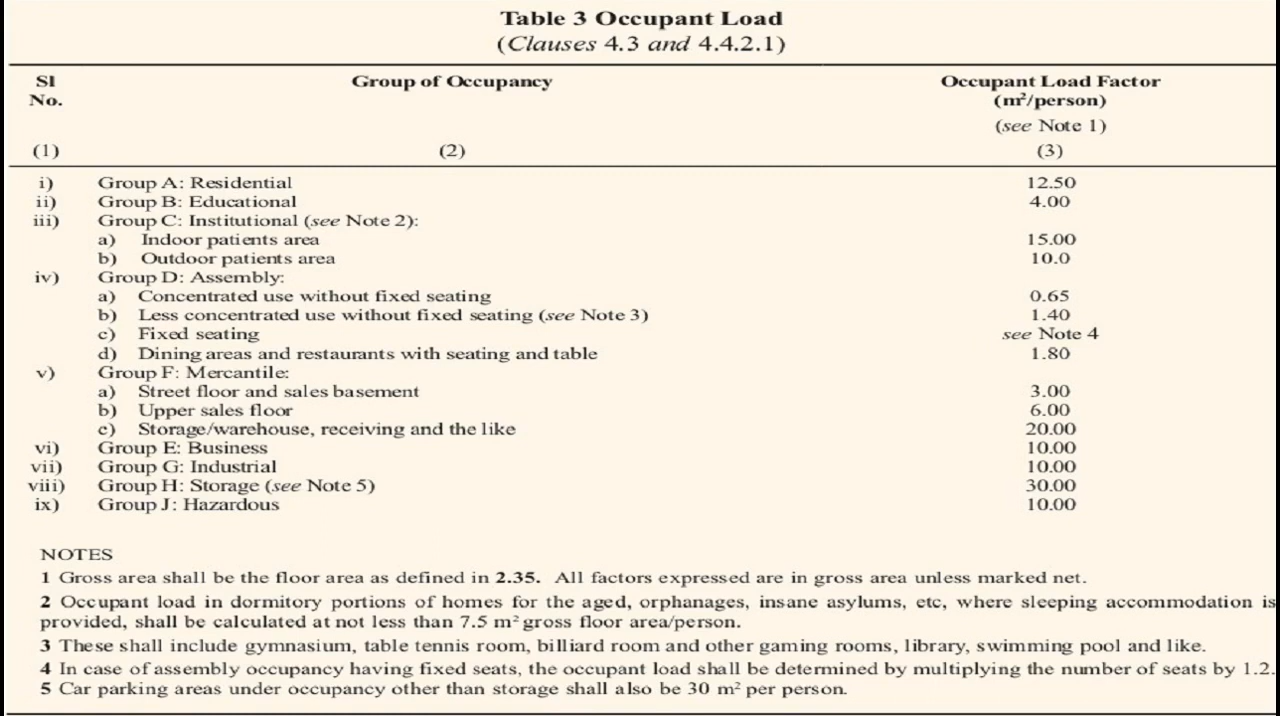 Table 3 Occupant Load
(Clauses 4.3 and 4.4.2.1)
Sl No. Group of Occupancy Occupant Load Factor (m²/person)
(see Note 1)
(1) (2) (3)
i) Group A: Residential 12.50
ii) Group B: Educational 4.00
iii) Group C: Institutional (see Note 2):
a) Indoor patients area 15.00
b) Outdoor patients area 10.0
iv) Group D: Assembly:
a) Concentrated use without fixed seating 0.65
b) Less concentrated use without fixed seating (see Note 3) 1.40
c) Fixed seating see Note 4
d) Dining areas and restaurants with seating and table 1.80
v) Group F: Mercantile:
a) Street floor and sales basement 3.00
b) Upper sales floor 6.00
c) Storage/warehouse, receiving and the like 20.00
vi) Group E: Business 10.00
vii) Group G: Industrial 10.00
viii) Group H: Storage (see Note 5) 30.00
ix) Group J: Hazardous 10.00
NOTES
1 Gross area shall be the floor area as defined in 2.35. All factors expressed are in gross area unless marked net.
2 Occupant load in dormitory portions of homes for the aged, orphanages, insane asylums, etc, where sleeping accommodation is
provided, shall be calculated at not less than 7.5 m² gross floor area/person.
3 These shall include gymnasium, table tennis room, billiard room and other gaming rooms, library, swimming pool and like.
4 In case of assembly occupancy having fixed seats, the occupant load shall be determined by multiplying the number of seats by 1.2.
5 Car parking areas under occupancy other than storage shall also be 30 m² per person.